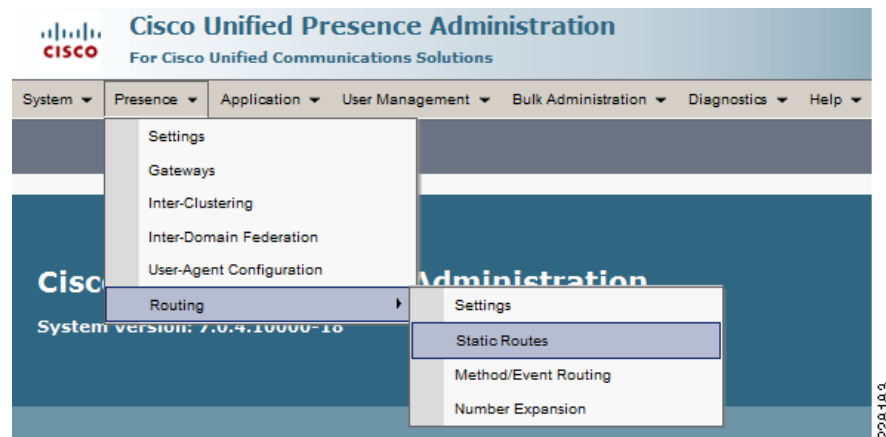 CISCO
Cisco Unified Presence Administration
For Cisco Unified Communications Solutions
System Presence Application User Management Bulk Administration Diagnostics Help
Settings
Gateways
Inter-Clustering
Inter-Domain Federation
User-Agent Configuration
Cisc Administration
Routing
Settings
System version: 7.0.4.10000-18
Static Routes
Method/Event Routing
Number Expansion